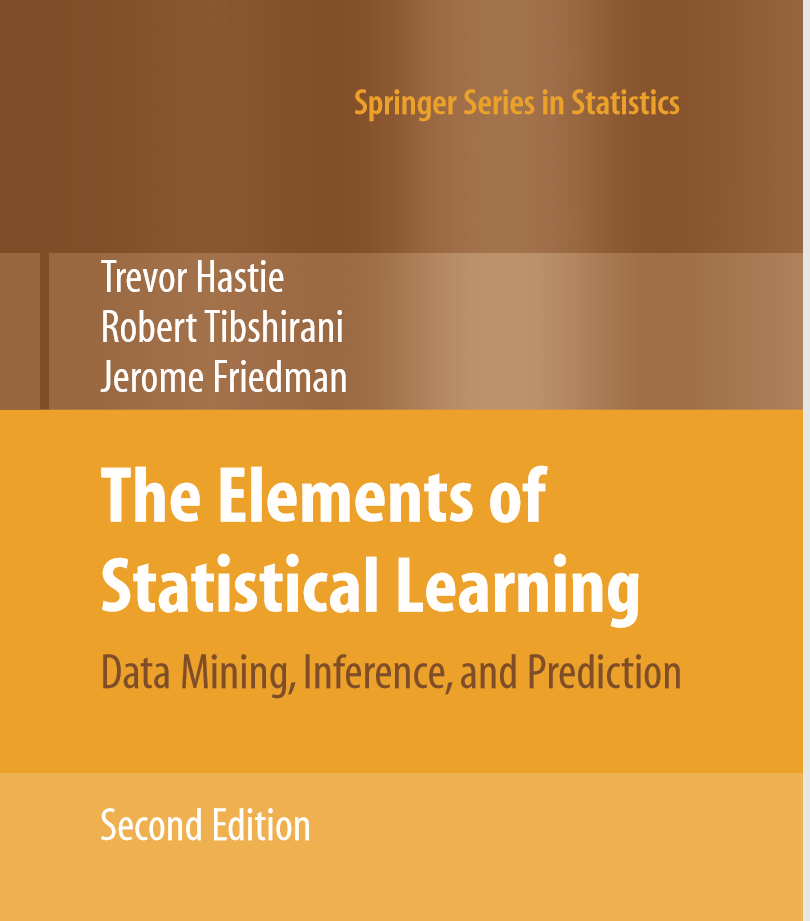 Springer Series in Statistics
Trevor Hastie
Robert Tibshirani
Jerome Friedman
The Elements of
Statistical Learning
Data Mining, Inference, and Prediction
Second Edition